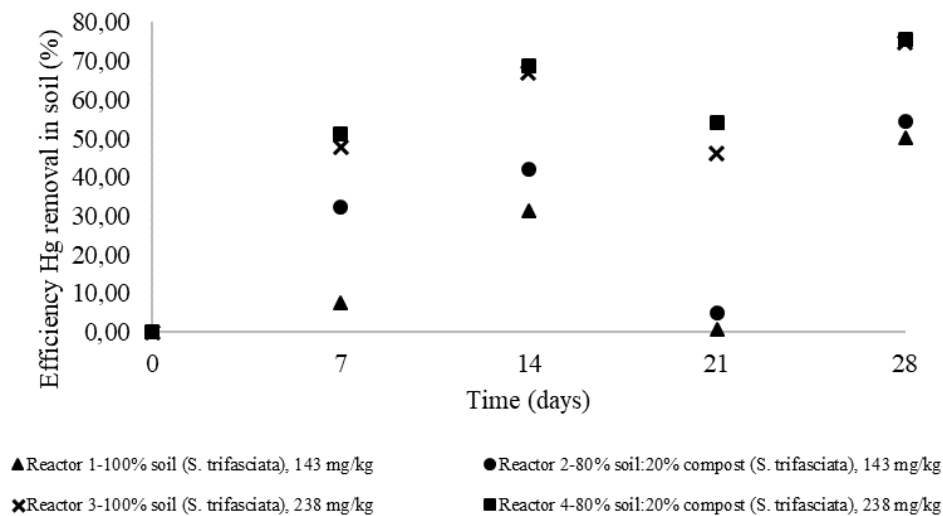 Efficiency Hg removal in soil (%)
80,00
70,00
60,00
50,00
40,00
30,00
20,00
10,00
0,00
0 7 14 21 28
Time (days)
Reactor 1-100% soil (S. trifasciata), 143 mg/kg
Reactor 2-80% soil:20% compost (S. trifasciata), 143 mg/kg
Reactor 3-100% soil (S. trifasciata), 238 mg/kg
Reactor 4-80% soil:20% compost (S. trifasciata), 238 mg/kg